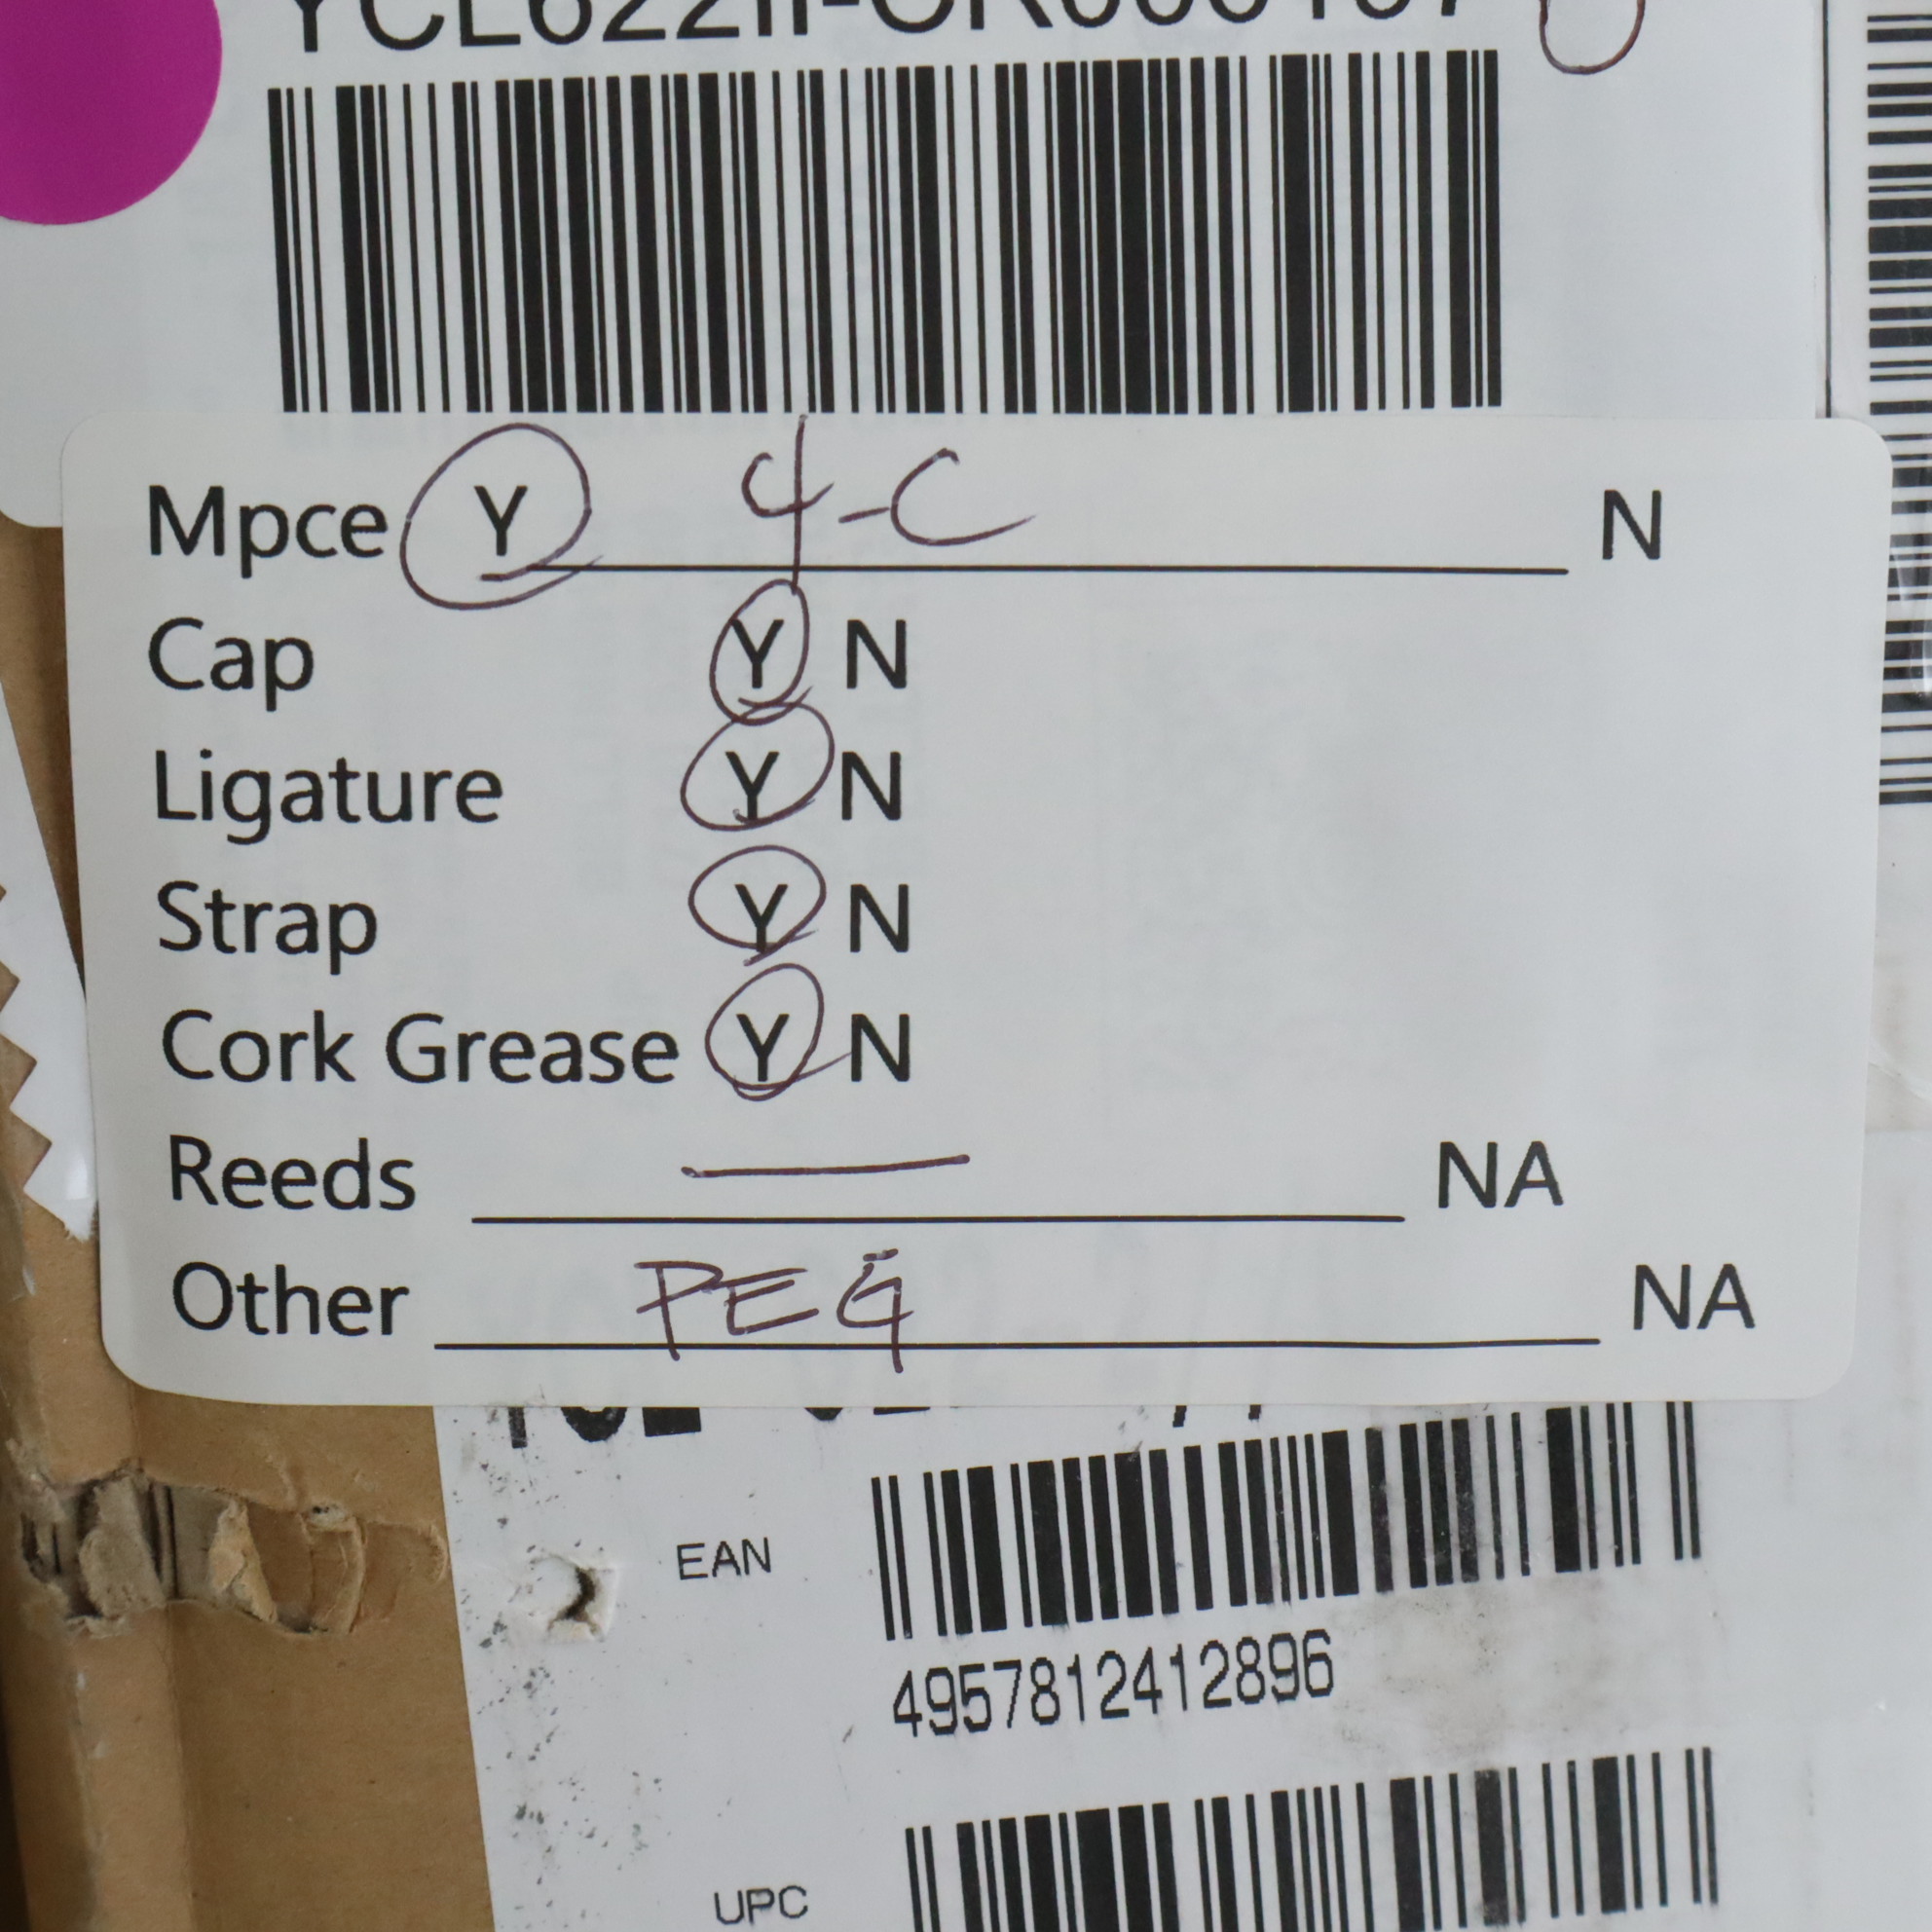 Mpce Y 4-C N
Cap Y N
Ligature Y N
Strap Y N
Cork Grease Y N
Reeds — NA
Other PEG NA
EAN
4957812412896
UPC